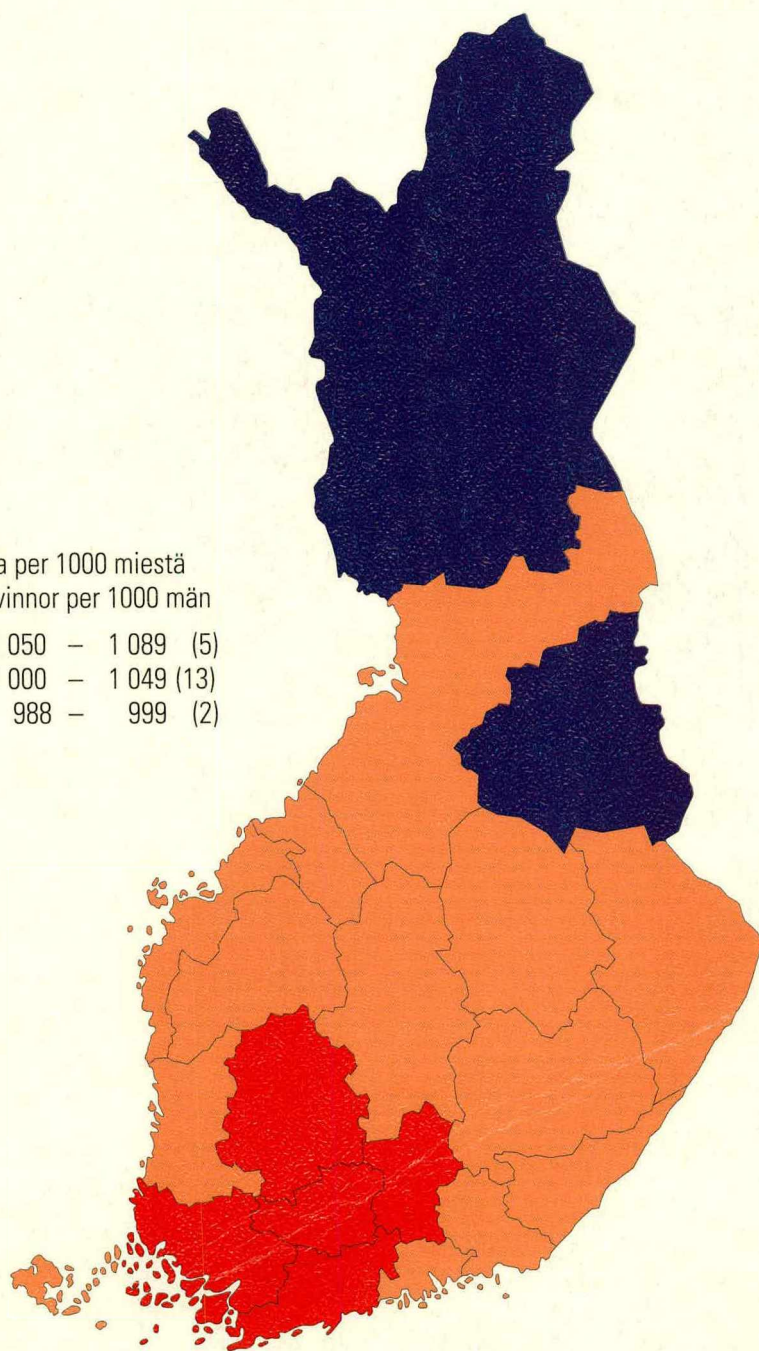 a per 1000 miestä
vinnor per 1000 män
050 – 1 089 (5)
000 – 1 049 (13)
988 – 999 (2)